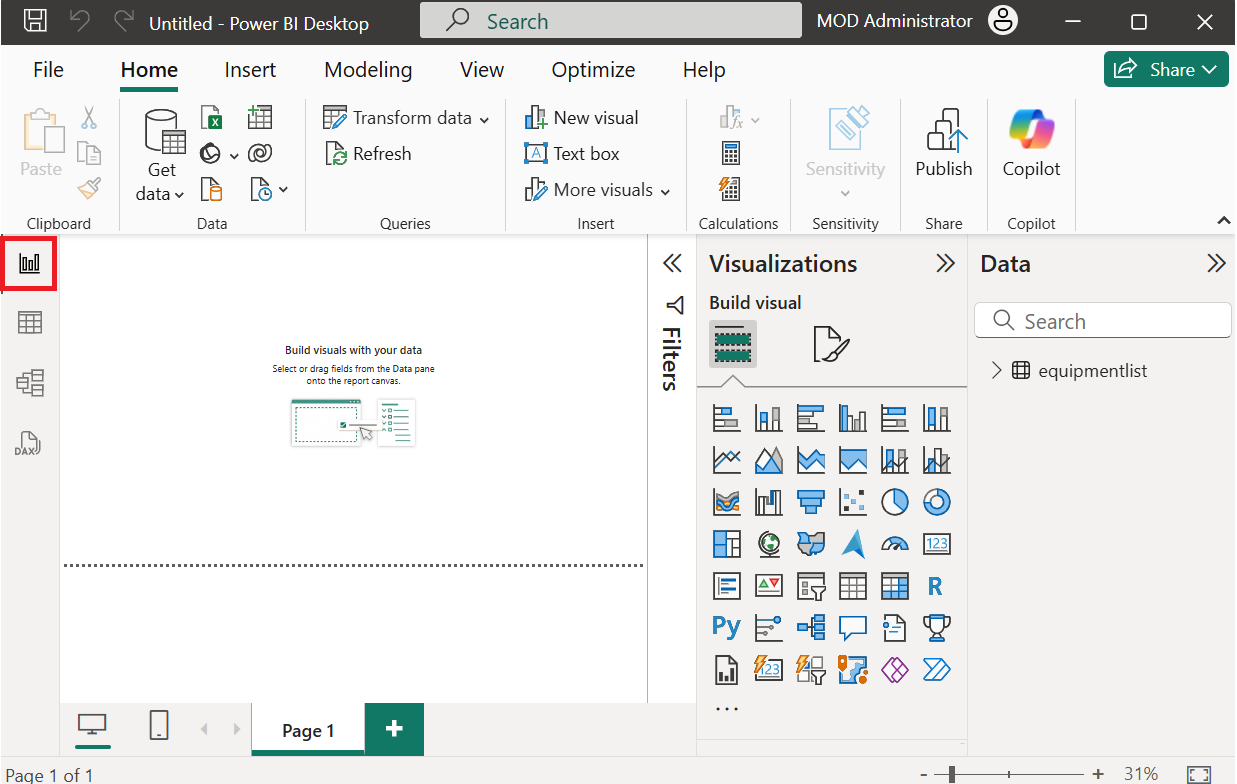 Untitled - Power BI Desktop
Search
MOD Administrator
File Home Insert Modeling View Optimize Help
Share
Paste
Get data
Transform data
Refresh
New visual
Text box
More visuals
fx
Sensitivity
Publish
Copilot
Clipboard
Data
Queries
Insert
Calculations
Sensitivity
Share
Copilot
DAX
Build visuals with your data
Select or drag fields from the Data pane
onto the report canvas.
Filters
Visualizations
Build visual
123
R
Py
123
...
Data
Search
equipmentlist
Page 1
+
Page 1 of 1
- + 31%